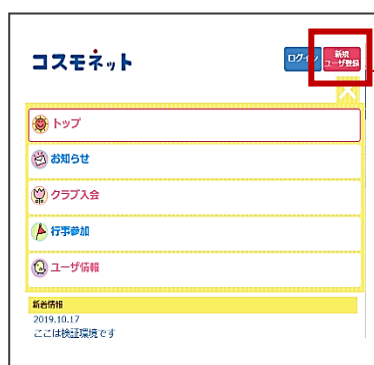 コスモネット
ログイン
新規
ユーザ登録
トップ
お知らせ
クラブ入会
行事参加
ユーザ情報
新着情報
2019.10.17
ここは検証環境です